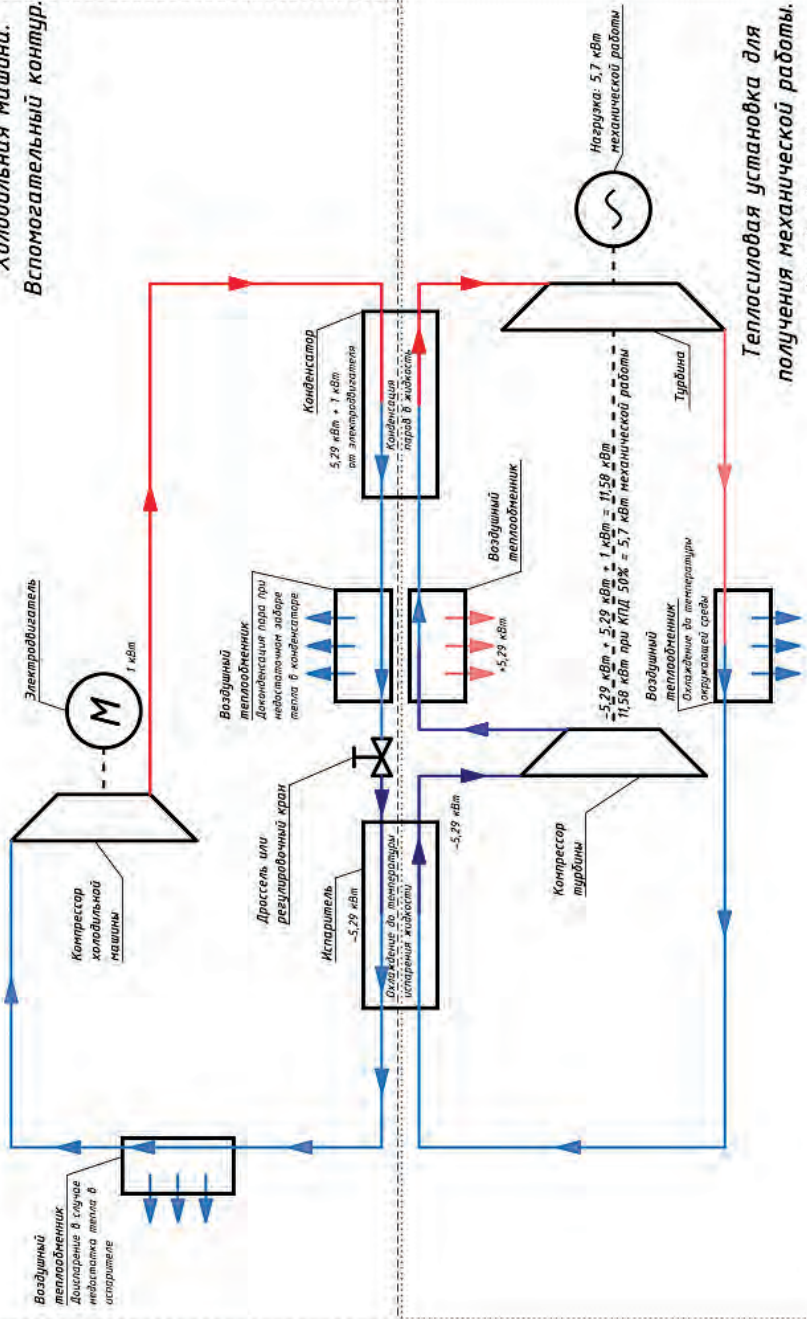 Холодильная машина.
Вспомогательный контур.
Электродвигатель
М
1 кВт
Компрессор
холодильной
машины
Воздушный
теплообменник
Доиспарение в случае
недостатка тепла в
испарителе
Конденсатор
5,29 кВт + 1 кВт
от электродвигателя
Конденсация
паров в жидкость
Воздушный
теплообменник
Доконденсация пара при
недостаточном заборе
тепла в конденсаторе
Дроссель или
регулировочный кран
Испаритель
-5,29 кВт
Охлаждение до температуры
испарения жидкости
-5,29 кВт
Воздушный
теплообменник
+5,29 кВт
Компрессор
турбины
-5,29 кВт + 5,29 кВт + 1 кВт = 11,58 кВт
11,58 кВт при КПД 50% = 5,7 кВт механической работы
Воздушный
теплообменник
Охлаждение до температуры
окружающей среды
Турбина
Нагрузка: 5,7 кВт
механической работы
Теплосиловая установка для
получения механической работы.